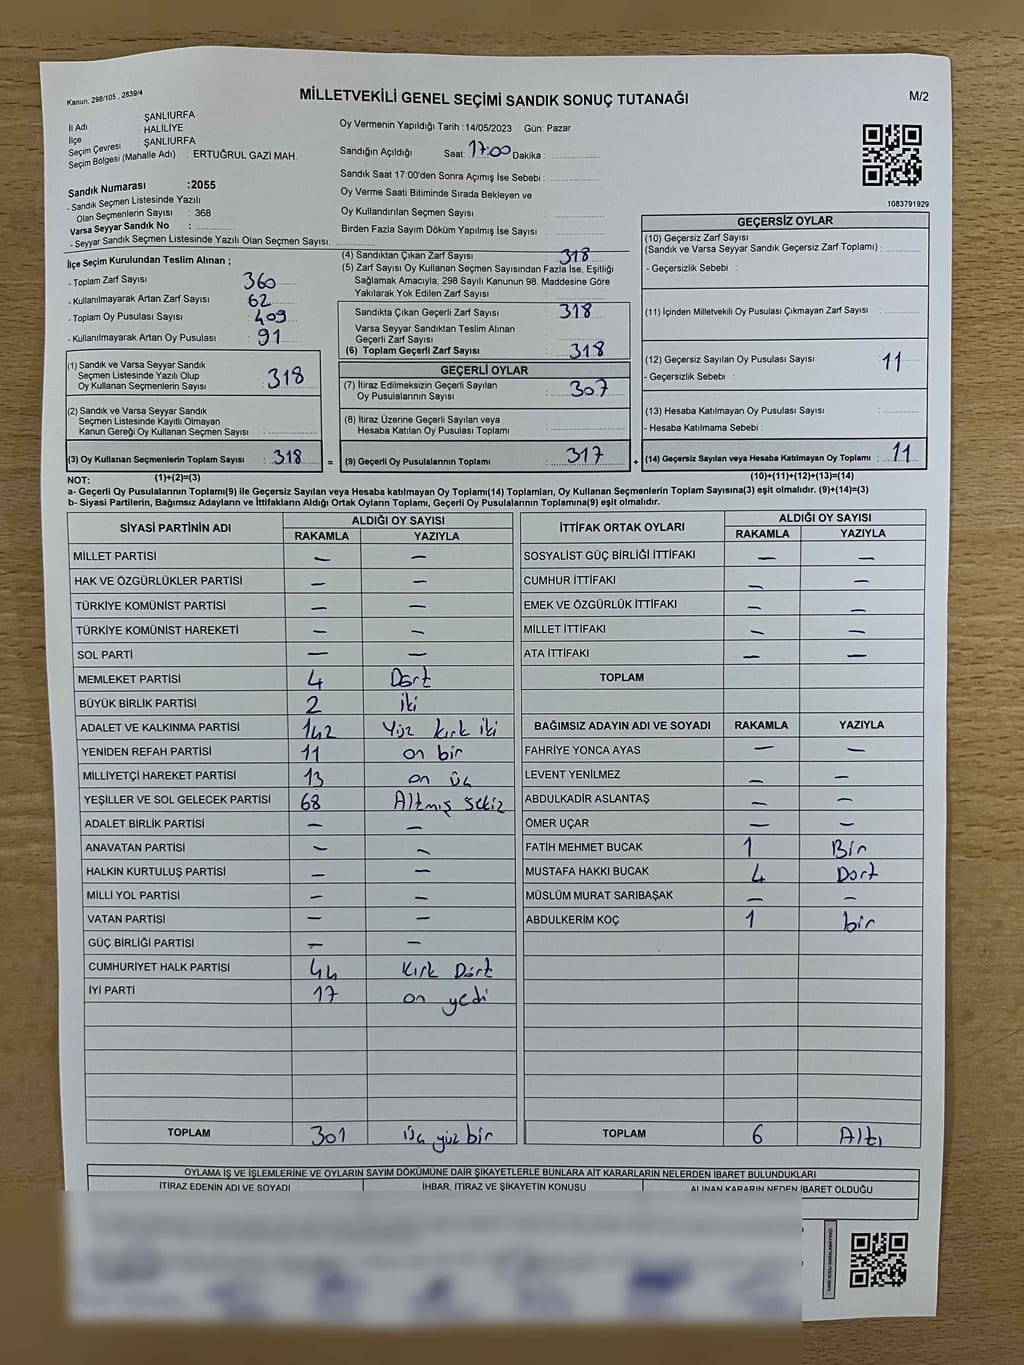 Kanun, 298/105 , 2839/4
MİLLETVEKİLİ GENEL SEÇİMİ SANDIK SONUÇ TUTANAĞI
M/2
İl Adı : ŞANLIURFA
İlçe : HALİLİYE
Seçim Çevresi : ŞANLIURFA
Seçim Bölgesi (Mahalle Adı) : ERTUĞRUL GAZİ MAH.
Sandık Numarası :2055
- Sandık Seçmen Listesinde Yazılı
Olan Seçmenlerin Sayısı : 368
Varsa Seyyar Sandık No :
- Seyyar Sandık Seçmen Listesinde Yazılı Olan Seçmen Sayısı:
Oy Vermenin Yapıldığı Tarih :14/05/2023 Gün: Pazar
Sandığın Açıldığı Saat: 17:00 Dakika :
Sandık Saat 17:00'den Sonra Açımış İse Sebebi :
Oy Verme Saati Bitiminde Sırada Bekleyen ve
Oy Kullandırılan Seçmen Sayısı :
Birden Fazla Sayım Döküm Yapılmış İse Sayısı :
1083791929
İlçe Seçim Kurulundan Teslim Alınan ;
- Toplam Zarf Sayısı : 360
- Kullanılmayarak Artan Zarf Sayısı : 62
- Toplam Oy Pusulası Sayısı : 409
- Kullanılmayarak Artan Oy Pusulası : 91
(4) Sandıktan Çıkan Zarf Sayısı : 318
(5) Zarf Sayısı Oy Kullanan Seçmen Sayısından Fazla İse, Eşitliği
Sağlamak Amacıyla, 298 Sayılı Kanunun 98. Maddesine Göre
Yakılarak Yok Edilen Zarf Sayısı :
Sandıkta Çıkan Geçerli Zarf Sayısı : 318
Varsa Seyyar Sandıktan Teslim Alınan
Geçerli Zarf Sayısı :
(6) Toplam Geçerli Zarf Sayısı : 318
GEÇERSİZ OYLAR
(10) Geçersiz Zarf Sayısı
(Sandık ve Varsa Seyyar Sandık Geçersiz Zarf Toplamı) :
- Geçersizlik Sebebi :
(11) İçinden Milletvekili Oy Pusulası Çıkmayan Zarf Sayısı :
(12) Geçersiz Sayılan Oy Pusulası Sayısı : 11
- Geçersizlik Sebebi :
(13) Hesaba Katılmayan Oy Pusulası Sayısı :
- Hesaba Katılmama Sebebi :
(14) Geçersiz Sayılan veya Hesaba Katılmayan Oy Toplamı : 11
(1) Sandık ve Varsa Seyyar Sandık
Seçmen Listesinde Yazılı Olup
Oy Kullanan Seçmenlerin Sayısı : 318
(2) Sandık ve Varsa Seyyar Sandık
Seçmen Listesinde Kayıtlı Olmayan
Kanun Gereği Oy Kullanan Seçmen Sayısı :
(3) Oy Kullanan Seçmenlerin Toplam Sayısı : 318 =
GEÇERLİ OYLAR
(7) İtiraz Edilmeksizin Geçerli Sayılan
Oy Pusulalarının Sayısı : 307
(8) İtiraz Üzerine Geçerli Sayılan veya
Hesaba Katılan Oy Pusulası Toplamı :
(9) Geçerli Oy Pusulalarının Toplamı : 317 +
NOT: (1)+(2)=(3) (10)+(11)+(12)+(13)=(14)
a- Geçerli Oy Pusulalarının Toplamı(9) ile Geçersiz Sayılan veya Hesaba katılmayan Oy Toplamı(14) Toplamları, Oy Kullanan Seçmenlerin Toplam Sayısına(3) eşit olmalıdır. (9)+(14)=(3)
b- Siyasi Partilerin, Bağımsız Adayların ve İttifakların Aldığı Ortak Oyların Toplamı, Geçerli Oy Pusulalarının Toplamına(9) eşit olmalıdır.
SİYASİ PARTİNİN ADI ALDIĞI OY SAYISI
RAKAMLA YAZIYLA
MİLLET PARTİSİ — —
HAK VE ÖZGÜRLÜKLER PARTİSİ — —
TÜRKİYE KOMÜNİST PARTİSİ — —
TÜRKİYE KOMÜNİST HAREKETİ — —
SOL PARTİ — —
MEMLEKET PARTİSİ 4 Dört
BÜYÜK BİRLİK PARTİSİ 2 iki
ADALET VE KALKINMA PARTİSİ 142 Yüz kırk iki
YENİDEN REFAH PARTİSİ 11 on bir
MİLLİYETÇİ HAREKET PARTİSİ 13 on üç
YEŞİLLER VE SOL GELECEK PARTİSİ 68 Altmış sekiz
ADALET BİRLİK PARTİSİ — —
ANAVATAN PARTİSİ — —
HALKIN KURTULUŞ PARTİSİ — —
MİLLİ YOL PARTİSİ — —
VATAN PARTİSİ — —
GÜÇ BİRLİĞİ PARTİSİ — —
CUMHURİYET HALK PARTİSİ 44 Kırk Dört
İYİ PARTİ 17 on yedi
TOPLAM 301 üç yüz bir
İTTİFAK ORTAK OYLARI ALDIĞI OY SAYISI
RAKAMLA YAZIYLA
SOSYALİST GÜÇ BİRLİĞİ İTTİFAKI — —
CUMHUR İTTİFAKI — —
EMEK VE ÖZGÜRLÜK İTTİFAKI — —
MİLLET İTTİFAKI — —
ATA İTTİFAKI — —
TOPLAM
BAĞIMSIZ ADAYIN ADI VE SOYADI RAKAMLA YAZIYLA
FAHRİYE YONCA AYAS — —
LEVENT YENİLMEZ — —
ABDULKADİR ASLANTAŞ — —
ÖMER UÇAR — —
FATİH MEHMET BUCAK 1 Bir
MUSTAFA HAKKI BUCAK 4 Dort
MÜSLÜM MURAT SARIBAŞAK — —
ABDULKERİM KOÇ 1 bir
TOPLAM 6 Altı
OYLAMA İŞ VE İŞLEMLERİNE VE OYLARIN SAYIM DÖKÜMÜNE DAİR ŞİKAYETLERLE BUNLARA AİT KARARLARIN NELERDEN İBARET BULUNDUKLARI
İTİRAZ EDENİN ADI VE SOYADI İHBAR, İTİRAZ VE ŞİKAYETİN KONUSU ALINAN KARARIN NEDEN İBARET OLDUĞU